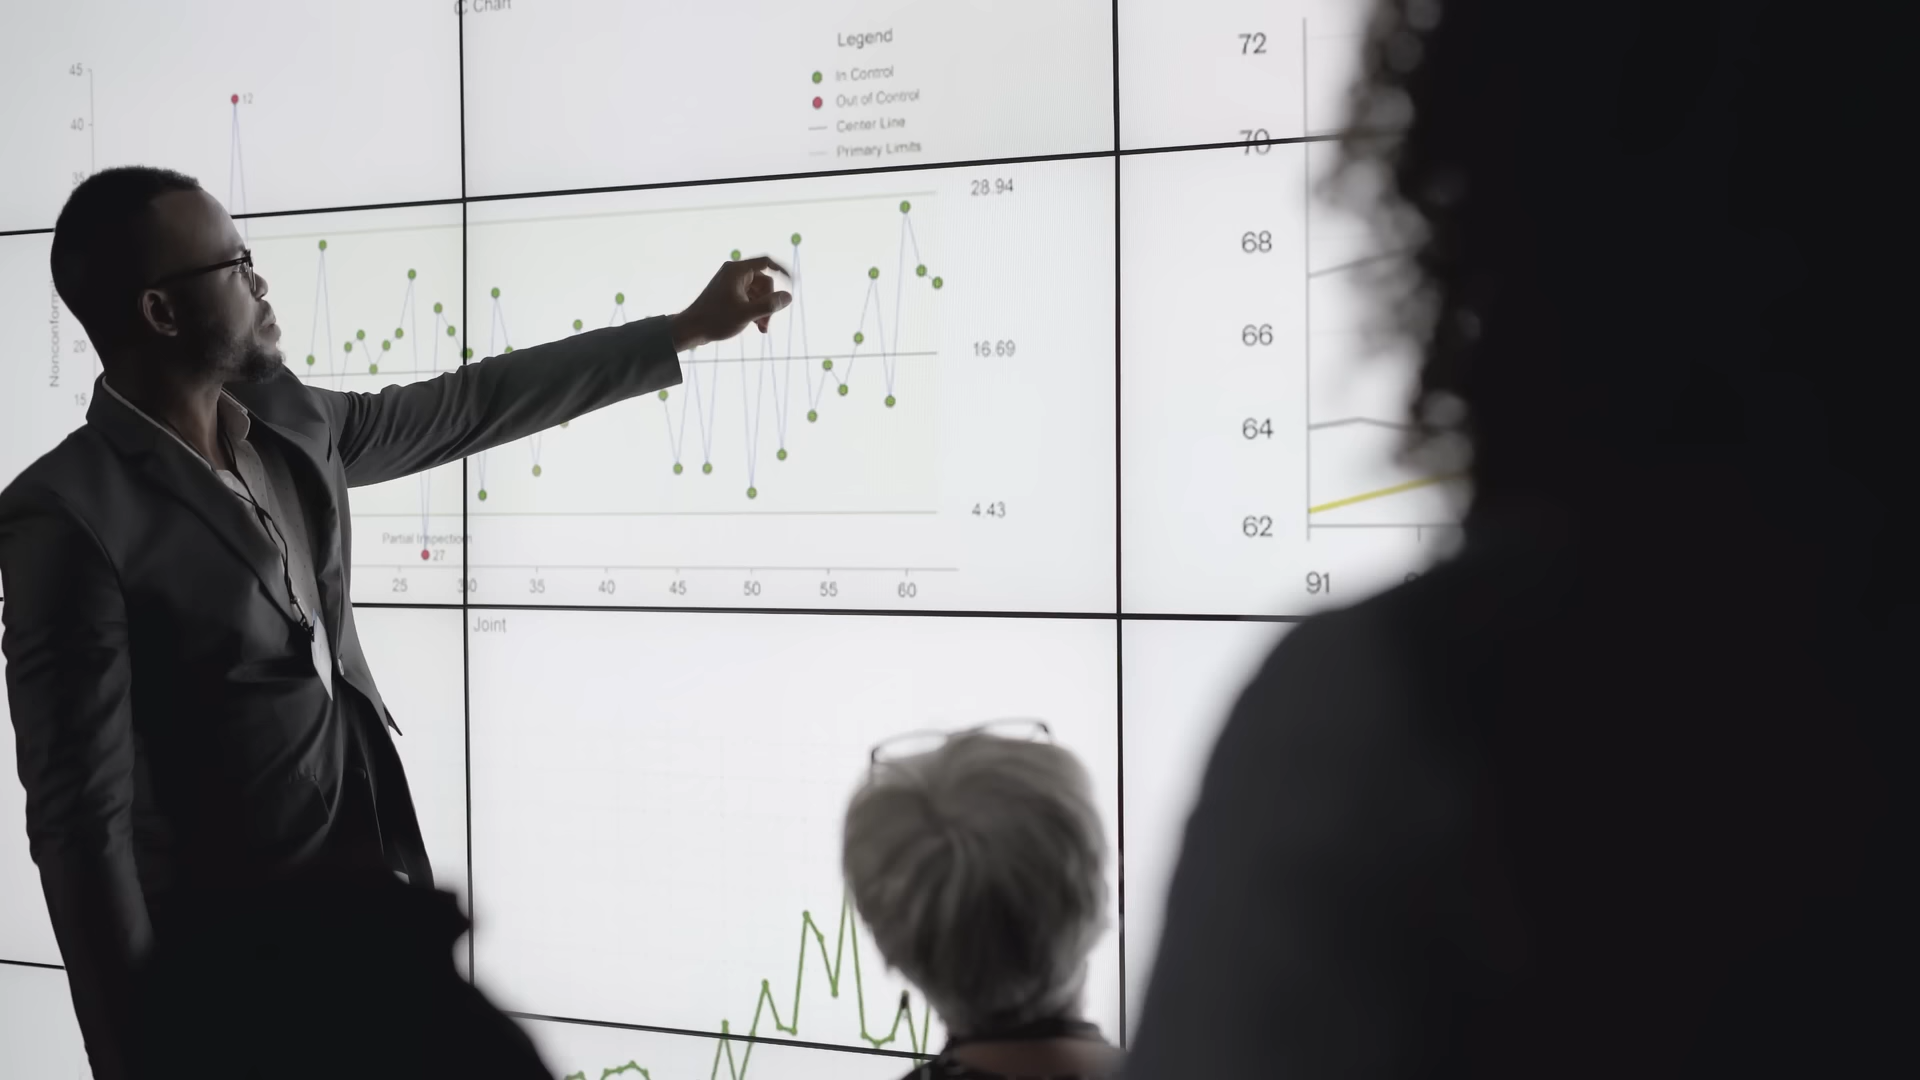 C Chart
Legend
In Control
Out of Control
Center Line
Primary Limits
45
40
35
20
15
12
28.94
16.69
4.43
Partial Inspection
27
25 30 35 40 45 50 55 60
Joint
72
70
68
66
64
62
91